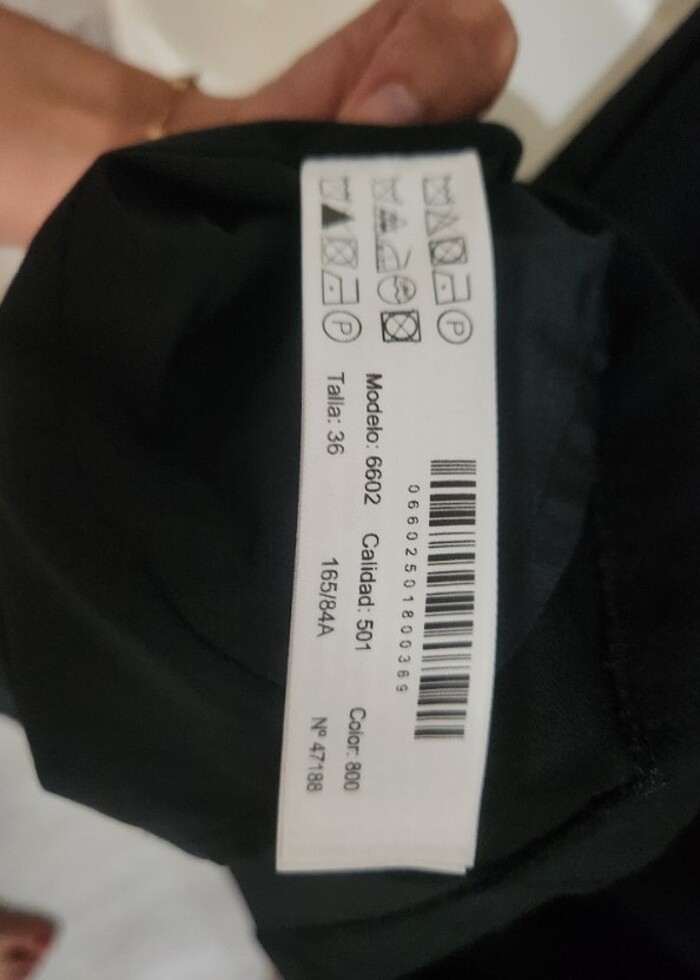 P
P
0660250180036​9
Modelo: 6602 Calidad: 501 Color: 800
Talla: 36 165/84A Nº 47188